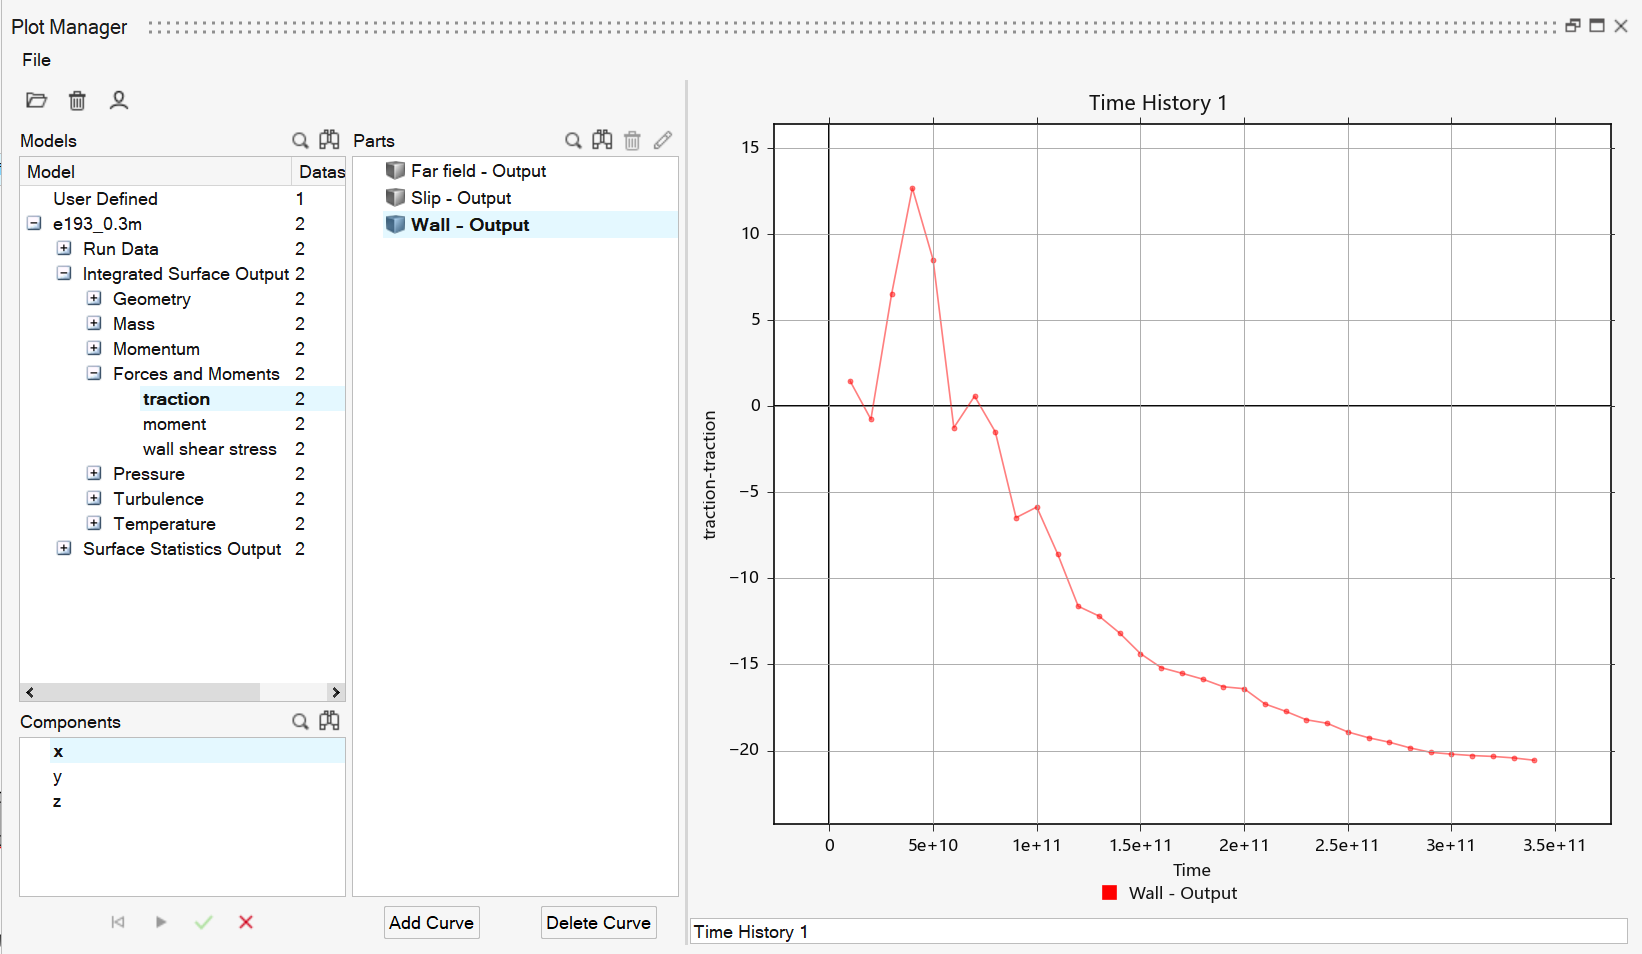 Plot Manager
File
Models
Parts
Model Datas
User Defined 1
e193_0.3m 2
Run Data 2
Integrated Surface Output 2
Geometry 2
Mass 2
Momentum 2
Forces and Moments 2
traction 2
moment 2
wall shear stress 2
Pressure 2
Turbulence 2
Temperature 2
Surface Statistics Output 2
Components
x
y
z
Far field - Output
Slip - Output
Wall - Output
Add Curve
Delete Curve
Time History 1
15
10
5
0
−5
−10
−15
−20
traction-traction
0 5e+10 1e+11 1.5e+11 2e+11 2.5e+11 3e+11 3.5e+11
Time
Wall - Output
Time History 1